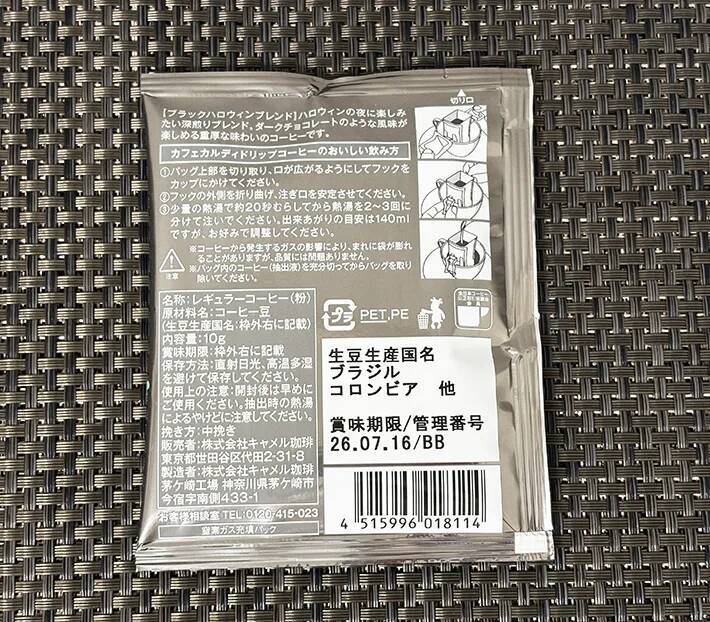 切り口
[ブラックハロウィンブレンド]ハロウィンの夜に楽しみ
たい深煎りブレンド、ダークチョコレートのような風味が
楽しめる重厚な味わいのコーヒーです。
カフェカルディドリップコーヒーのおいしい飲み方
①バッグ上部を切り取り、口が広がるようにしてフックを
カップにかけてください。
②フックの外側を折り曲げ、注ぎ口を安定させてください。
③少量の熱湯で約20秒むらしてから熱湯を2〜3回に
分けて注いでください。出来あがりの目安は140ml
ですが、お好みで調整してください。
注意
※コーヒーから発生するガスの影響により、まれに袋が膨れ
ることがありますが、品質には問題ありません。
※バッグ内のコーヒー(抽出液)を充分切ってからバッグを取り
除いてください。
名称:レギュラーコーヒー(粉)
原材料名:コーヒー豆
(生豆生産国名:枠外右に記載)
内容量:10g
賞味期限:枠外右に記載
保存方法:直射日光、高温多湿
を避けて保存してください。
使用上の注意:開封後は早めに
ご使用ください。抽出時の熱湯
によるやけどに注意してください。
挽き方:中挽き
販売者:株式会社キャメル珈琲
東京都世田谷区代田2-31-8
製造者:株式会社キャメル珈琲
茅ケ崎工場 神奈川県茅ケ崎市
今宿字南側433-1
お客様相談室 TEL:0120-415-023
窒素ガス充填パック
プラ
PET,PE
生豆生産国名
ブラジル
コロンビア 他
賞味期限/管理番号
26.07.16/BB
4 515996 018114